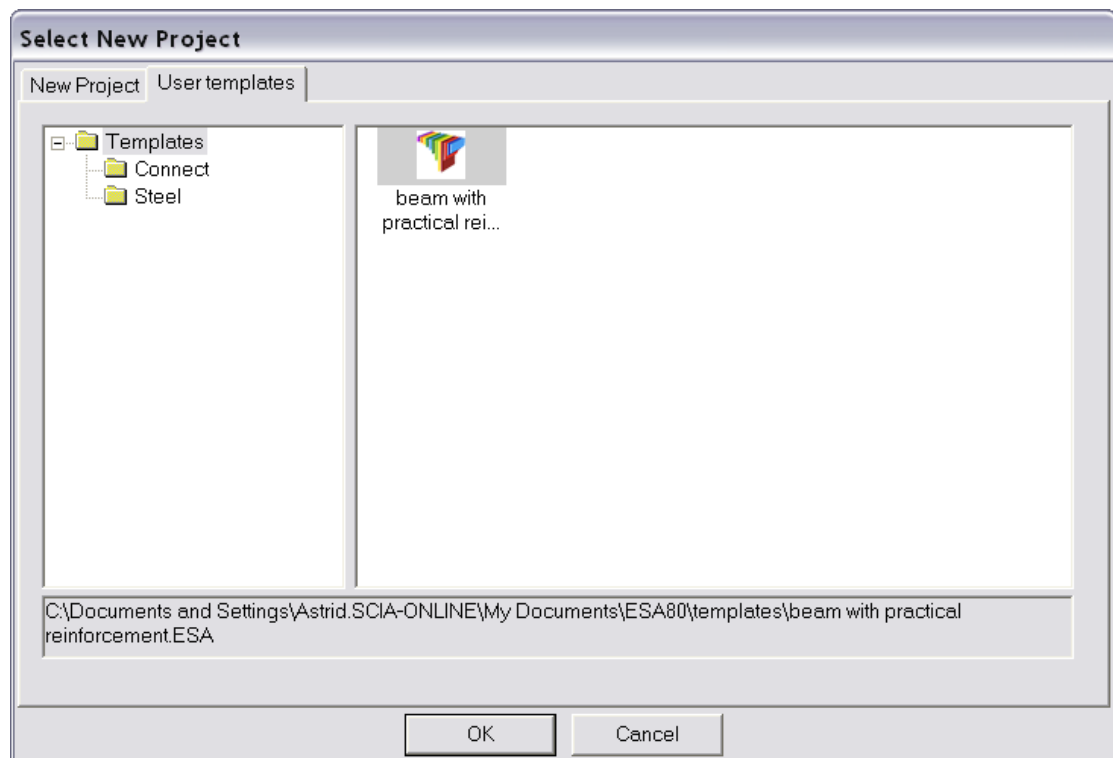 Select New Project
New Project
User templates
Templates
Connect
Steel
beam with
practical rei...
C:\Documents and Settings\Astrid.SCIA-ONLINE\My Documents\ESA80\templates\beam with practical
reinforcement.ESA
OK
Cancel